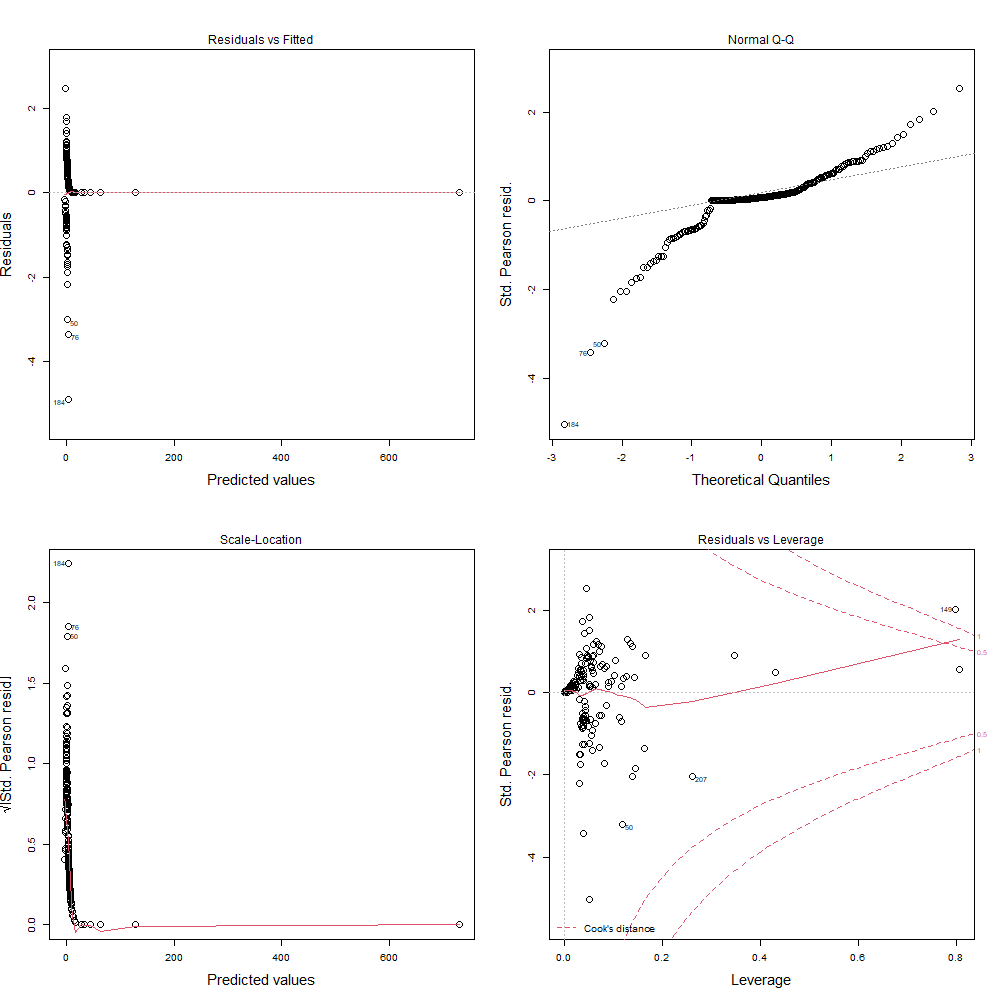 Residuals vs Fitted
Residuals
2
0
-2
-4
50
76
184
0 200 400 600
Predicted values
Normal Q-Q
Std. Pearson resid.
2
0
-2
-4
50
76
184
-3 -2 -1 0 1 2 3
Theoretical Quantiles
Scale-Location
√|Std. Pearson resid.|
2.0
1.5
1.0
0.5
0.0
184
76
50
0 200 400 600
Predicted values
Residuals vs Leverage
Std. Pearson resid.
2
0
-2
-4
149
1
0.5
0.5
1
207
50
Cook's distance
0.0 0.2 0.4 0.6 0.8
Leverage